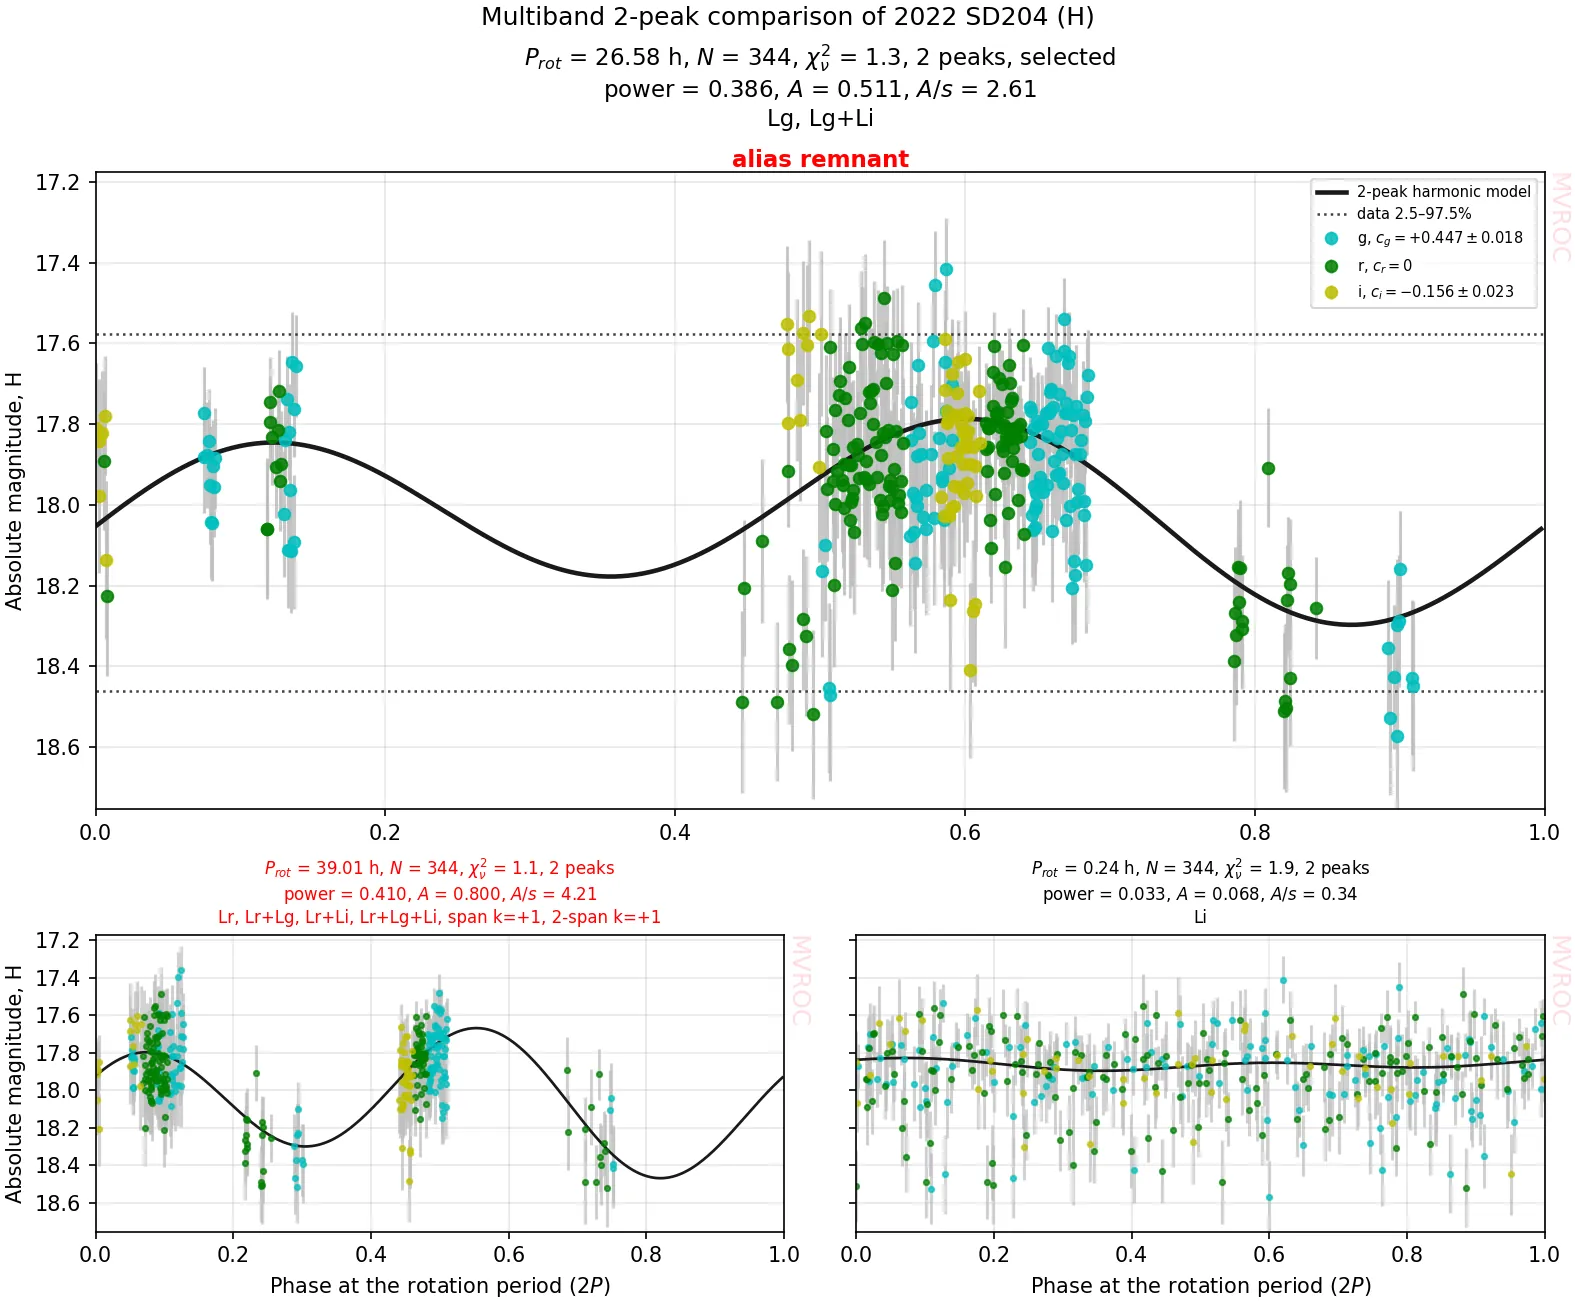 Multiband 2-peak comparison of 2022 SD204 (H)
P_rot = 26.58 h, N = 344, χ²_ν = 1.3, 2 peaks, selected
power = 0.386, A = 0.511, A/s = 2.61
Lg, Lg+Li
alias remnant
2-peak harmonic model
data 2.5–97.5%
g, c_g = +0.447 ± 0.018
r, c_r = 0
i, c_i = −0.156 ± 0.023
MVROC
Absolute magnitude, H
17.2
17.4
17.6
17.8
18.0
18.2
18.4
18.6
0.0 0.2 0.4 0.6 0.8 1.0
P_rot = 39.01 h, N = 344, χ²_ν = 1.1, 2 peaks
power = 0.410, A = 0.800, A/s = 4.21
Lr, Lr+Lg, Lr+Li, Lr+Lg+Li, span k=+1, 2-span k=+1
MVROC
Absolute magnitude, H
17.2
17.4
17.6
17.8
18.0
18.2
18.4
18.6
0.0 0.2 0.4 0.6 0.8 1.0
Phase at the rotation period (2P)
P_rot = 0.24 h, N = 344, χ²_ν = 1.9, 2 peaks
power = 0.033, A = 0.068, A/s = 0.34
Li
MVROC
0.0 0.2 0.4 0.6 0.8 1.0
Phase at the rotation period (2P)